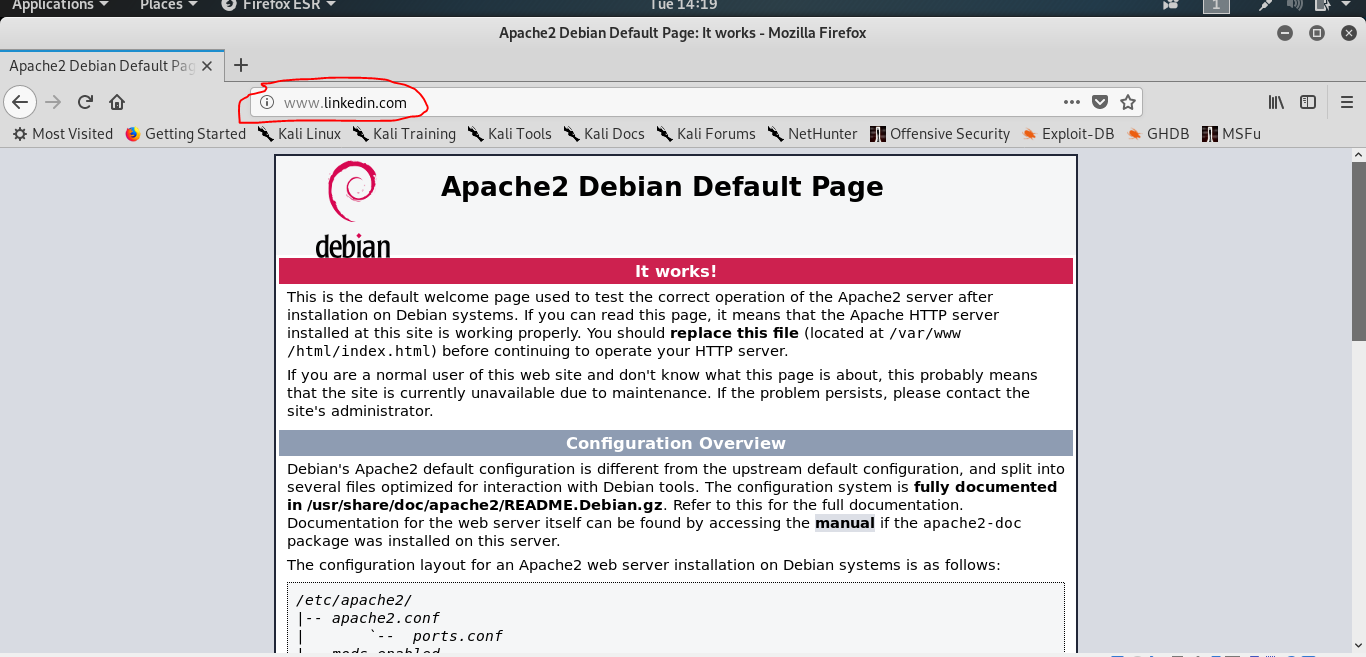 Applications Places Firefox ESR Tue 14:19 1
Apache2 Debian Default Page: It works - Mozilla Firefox
Apache2 Debian Default Pag
www.linkedin.com
Most Visited Getting Started Kali Linux Kali Training Kali Tools Kali Docs Kali Forums NetHunter Offensive Security Exploit-DB GHDB MSFu
debian
Apache2 Debian Default Page
It works!
This is the default welcome page used to test the correct operation of the Apache2 server after
installation on Debian systems. If you can read this page, it means that the Apache HTTP server
installed at this site is working properly. You should replace this file (located at /var/www
/html/index.html) before continuing to operate your HTTP server.
If you are a normal user of this web site and don't know what this page is about, this probably means
that the site is currently unavailable due to maintenance. If the problem persists, please contact the
site's administrator.
Configuration Overview
Debian's Apache2 default configuration is different from the upstream default configuration, and split into
several files optimized for interaction with Debian tools. The configuration system is fully documented
in /usr/share/doc/apache2/README.Debian.gz. Refer to this for the full documentation.
Documentation for the web server itself can be found by accessing the manual if the apache2-doc
package was installed on this server.
The configuration layout for an Apache2 web server installation on Debian systems is as follows:
/etc/apache2/
|-- apache2.conf
|       `--  ports.conf
|-- mods-enabled